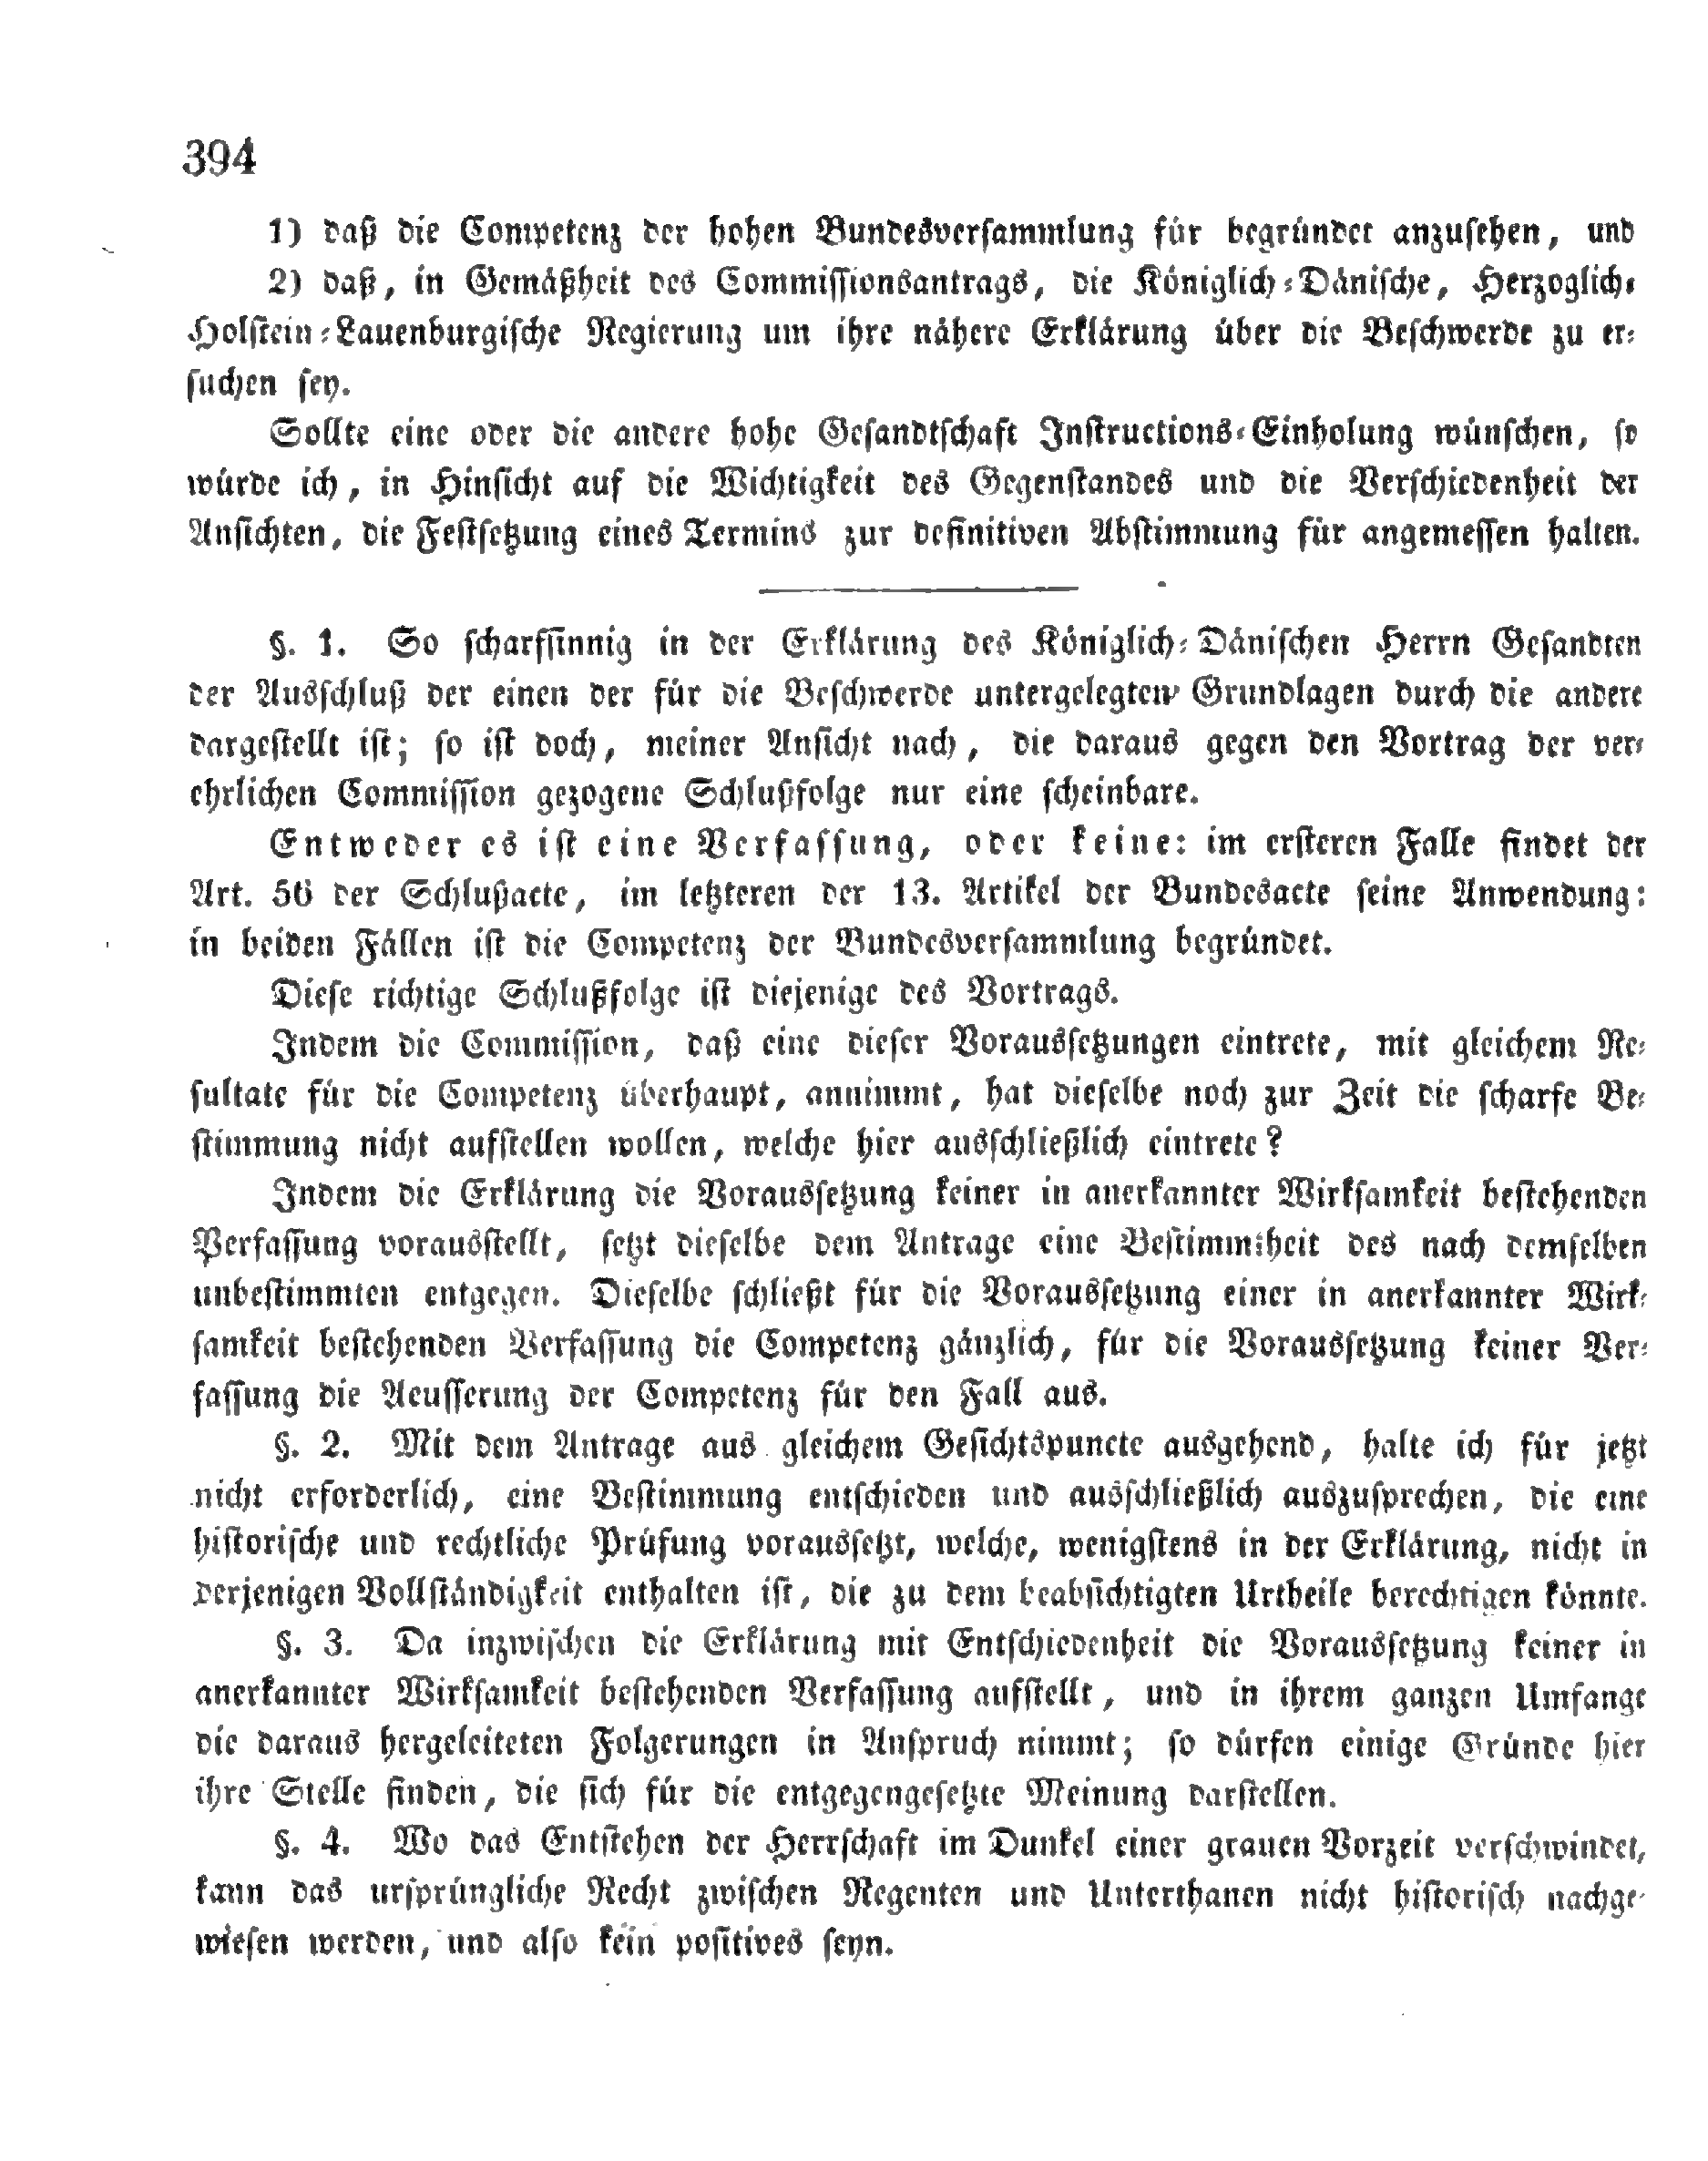 394
1) daß die Competenz der hohen Bundesversammlung für begründet anzusehen, und
2) daß, in Gemäßheit des Commissionsantrags, die Königlich-Dänische, Herzoglich-
Holstein-Lauenburgische Regierung um ihre nähere Erklärung über die Beschwerde zu er-
suchen sey.
Sollte eine oder die andere hohe Gesandtschaft Instructions-Einholung wünschen, so
würde ich, in Hinsicht auf die Wichtigkeit des Gegenstandes und die Verschiedenheit der
Ansichten, die Festsetzung eines Termins zur definitiven Abstimmung für angemessen halten.
§. 1. So scharfsinnig in der Erklärung des Königlich-Dänischen Herrn Gesandten
der Ausschluß der einen der für die Beschwerde untergelegten Grundlagen durch die andere
dargestellt ist; so ist doch, meiner Ansicht nach, die daraus gegen den Vortrag der ver-
ehrlichen Commission gezogene Schlußfolge nur eine scheinbare.
Entweder es ist eine Verfassung, oder keine: im ersteren Falle findet der
Art. 56 der Schlußacte, im letzteren der 13. Artikel der Bundesacte seine Anwendung:
in beiden Fällen ist die Competenz der Bundesversammlung begründet.
Diese richtige Schlußfolge ist diejenige des Vortrags.
Indem die Commission, daß eine dieser Voraussetzungen eintrete, mit gleichem Re-
sultate für die Competenz überhaupt, annimmt, hat dieselbe noch zur Zeit die scharfe Be-
stimmung nicht aufstellen wollen, welche hier ausschließlich eintrete?
Indem die Erklärung die Voraussetzung keiner in anerkannter Wirksamkeit bestehenden
Verfassung vorausstellt, setzt dieselbe dem Antrage eine Bestimmtheit des nach demselben
unbestimmten entgegen. Dieselbe schließt für die Voraussetzung einer in anerkannter Wirk-
samkeit bestehenden Verfassung die Competenz gänzlich, für die Voraussetzung keiner Ver-
fassung die Aeusserung der Competenz für den Fall aus.
§. 2. Mit dem Antrage aus gleichem Gesichtspuncte ausgehend, halte ich für jetzt
nicht erforderlich, eine Bestimmung entschieden und ausschließlich auszusprechen, die eine
historische und rechtliche Prüfung voraussetzt, welche, wenigstens in der Erklärung, nicht in
derjenigen Vollständigkeit enthalten ist, die zu dem beabsichtigten Urtheile berechtigen könnte.
§. 3. Da inzwischen die Erklärung mit Entschiedenheit die Voraussetzung keiner in
anerkannter Wirksamkeit bestehenden Verfassung aufstellt, und in ihrem ganzen Umfange
die daraus hergeleiteten Folgerungen in Anspruch nimmt; so dürfen einige Gründe hier
ihre Stelle finden, die sich für die entgegengesetzte Meinung darstellen.
§. 4. Wo das Entstehen der Herrschaft im Dunkel einer grauen Vorzeit verschwindet,
kann das ursprüngliche Recht zwischen Regenten und Unterthanen nicht historisch nachge-
wiesen werden, und also kein positives seyn.